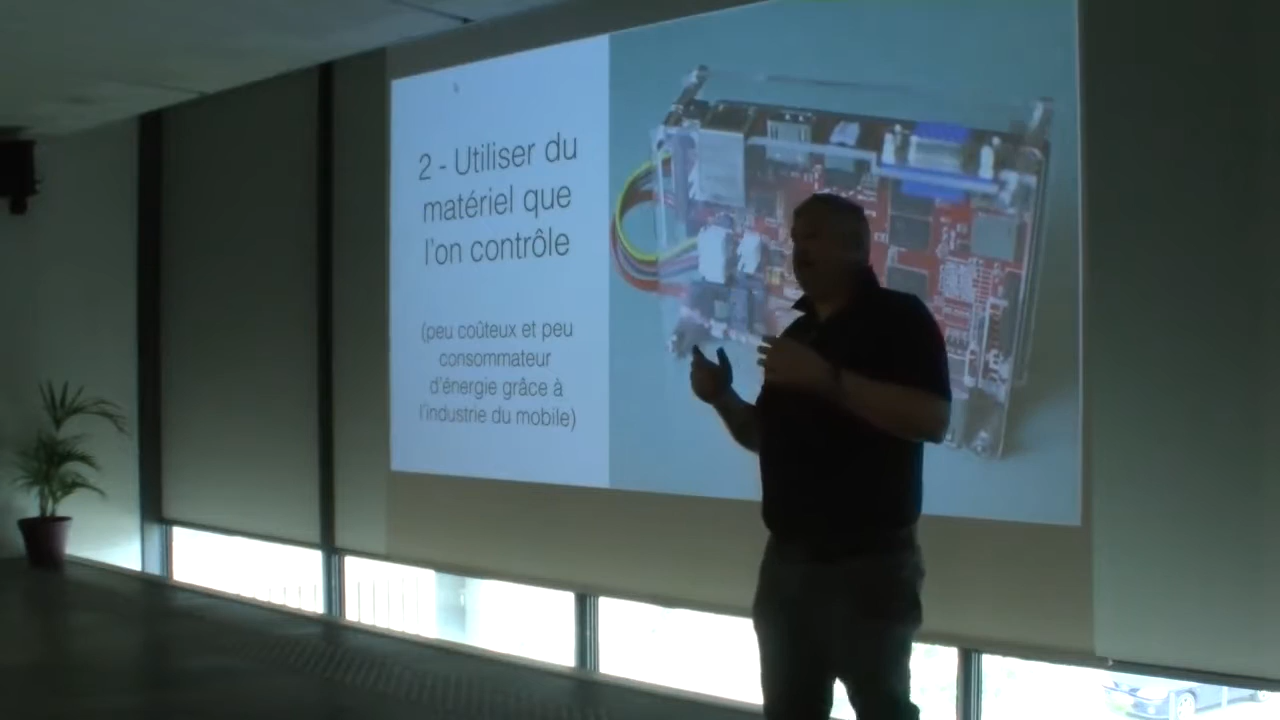 2 - Utiliser du
matériel que
l'on contrôle
(peu coûteux et peu
consommateur
d'énergie grâce à
l'industrie du mobile)